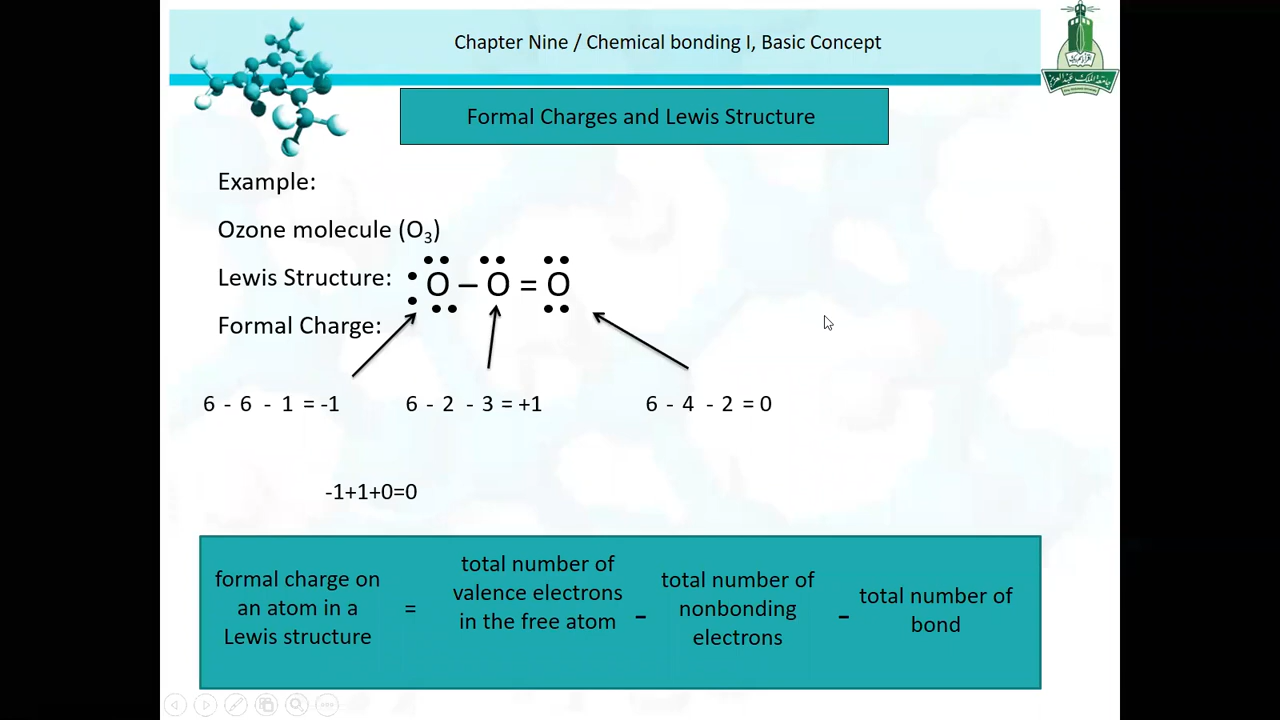 Chapter Nine / Chemical bonding I, Basic Concept
جامعة الملك عبدالعزيز
Formal Charges and Lewis Structure
Example:
Ozone molecule (O₃)
Lewis Structure:
O – O = O
Formal Charge:
6 - 6 - 1 = -1
6 - 2 - 3 = +1
6 - 4 - 2 = 0
-1+1+0=0
formal charge on
an atom in a
Lewis structure
=
total number of
valence electrons
in the free atom
-
total number of
nonbonding
electrons
-
total number of
bond